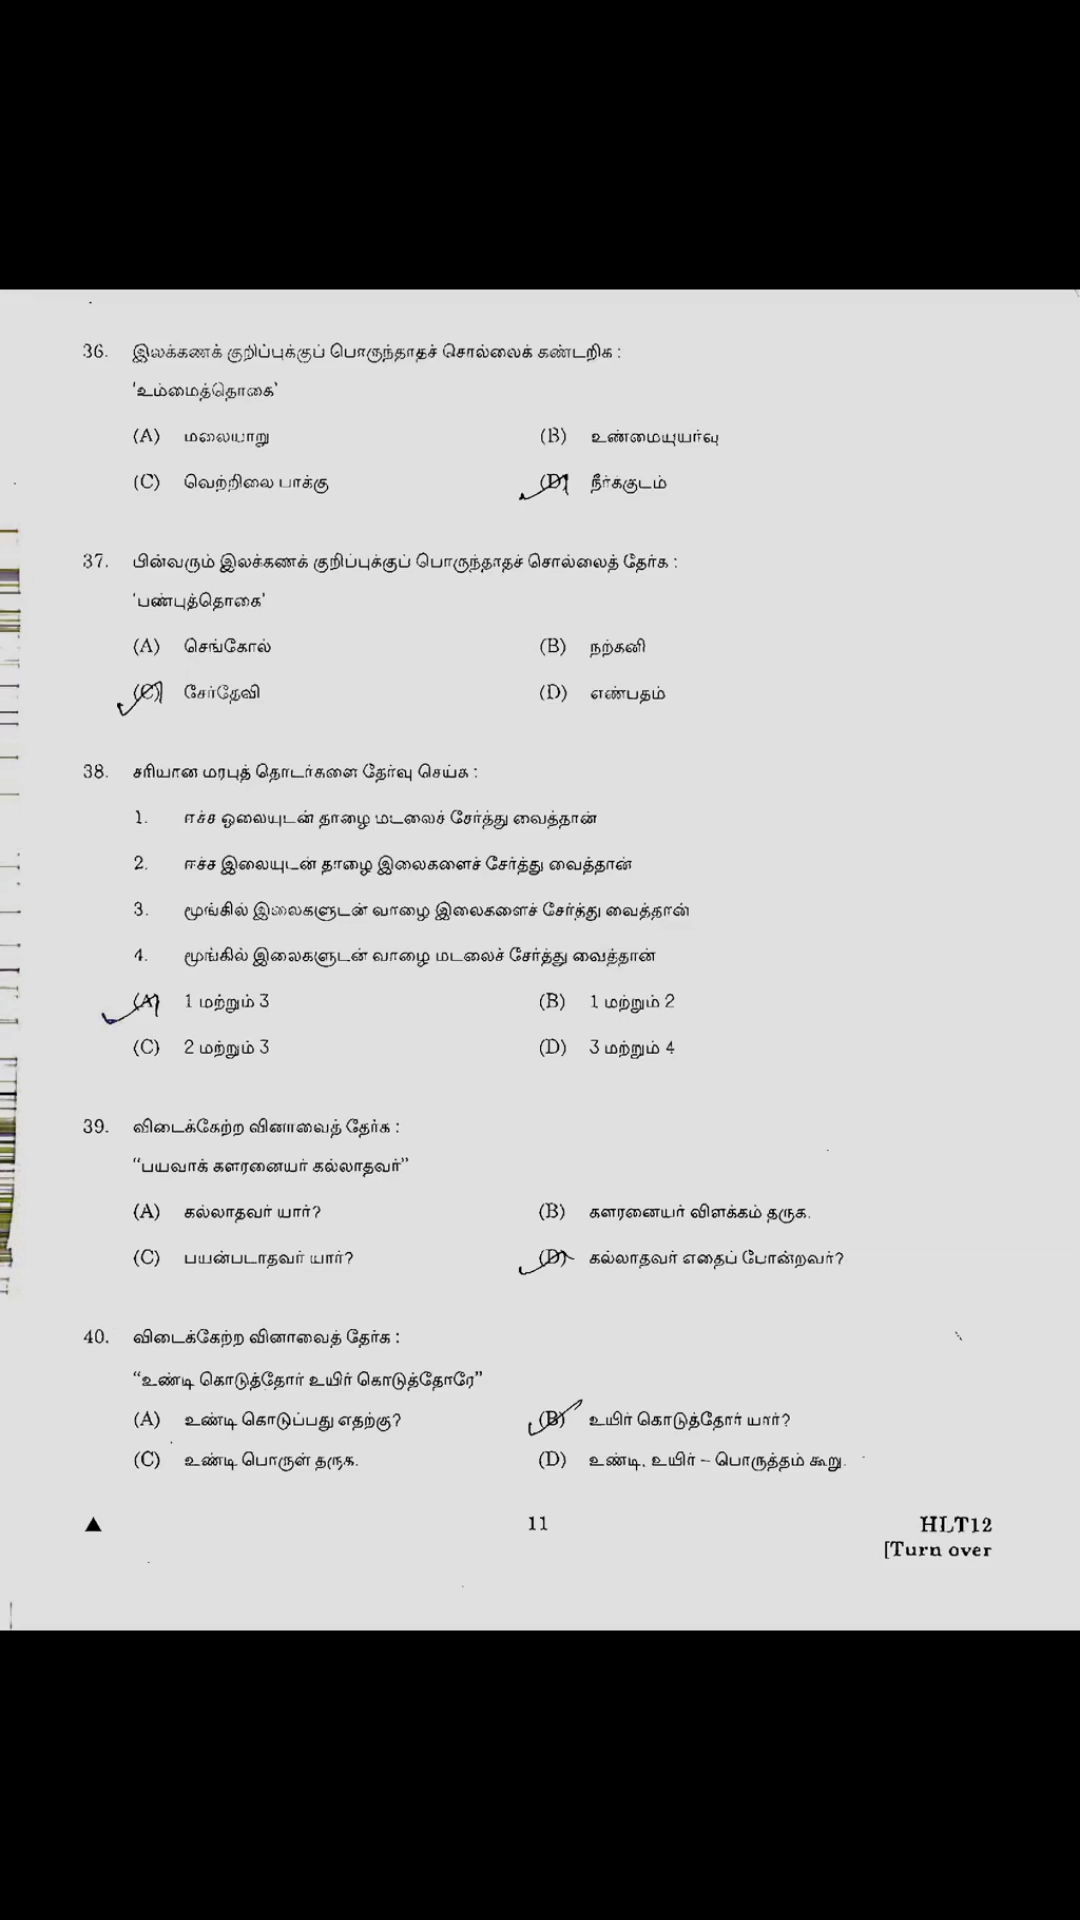 36. இலக்கணக் குறிப்புக்குப் பொருந்தாதச் சொல்லைக் கண்டறிக :
'உம்மைத்தொகை'
(A) மலையாறு (B) உண்மையுயர்வு
(C) வெற்றிலை பாக்கு (D) நீர்க்குடம்
37. பின்வரும் இலக்கணக் குறிப்புக்குப் பொருந்தாதச் சொல்லைத் தேர்க :
'பண்புத்தொகை'
(A) செங்கோல் (B) நற்கனி
(C) சேர்தேவி (D) எண்பதம்
38. சரியான மரபுத் தொடர்களை தேர்வு செய்க :
1. ஈச்ச ஓலையுடன் தாழை மடலைச் சேர்த்து வைத்தான்
2. ஈச்ச இலையுடன் தாழை இலைகளைச் சேர்த்து வைத்தான்
3. மூங்கில் இலைகளுடன் வாழை இலைகளைச் சேர்த்து வைத்தான்
4. மூங்கில் இலைகளுடன் வாழை மடலைச் சேர்த்து வைத்தான்
(A) 1 மற்றும் 3 (B) 1 மற்றும் 2
(C) 2 மற்றும் 3 (D) 3 மற்றும் 4
39. விடைக்கேற்ற வினாவைத் தேர்க :
“பயவாக் களரனையர் கல்லாதவர்”
(A) கல்லாதவர் யார்? (B) களரனையர் விளக்கம் தருக.
(C) பயன்படாதவர் யார்? (D) கல்லாதவர் எதைப் போன்றவர்?
40. விடைக்கேற்ற வினாவைத் தேர்க :
“உண்டி கொடுத்தோர் உயிர் கொடுத்தோரே”
(A) உண்டி கொடுப்பது எதற்கு? (B) உயிர் கொடுத்தோர் யார்?
(C) உண்டி பொருள் தருக. (D) உண்டி, உயிர் – பொருத்தம் கூறு.
▲ 11 HLT12
[Turn over